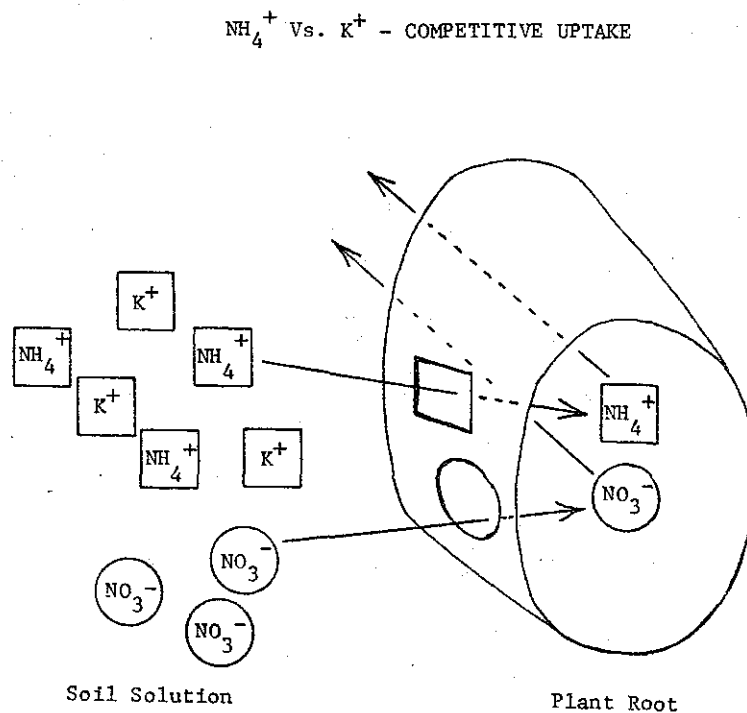 NH₄⁺ Vs. K⁺ - COMPETITIVE UPTAKE
K⁺
NH₄⁺
NH₄⁺
K⁺
NH₄⁺
K⁺
NH₄⁺
NO₃⁻
NO₃⁻
NO₃⁻
NO₃⁻
Soil Solution
Plant Root